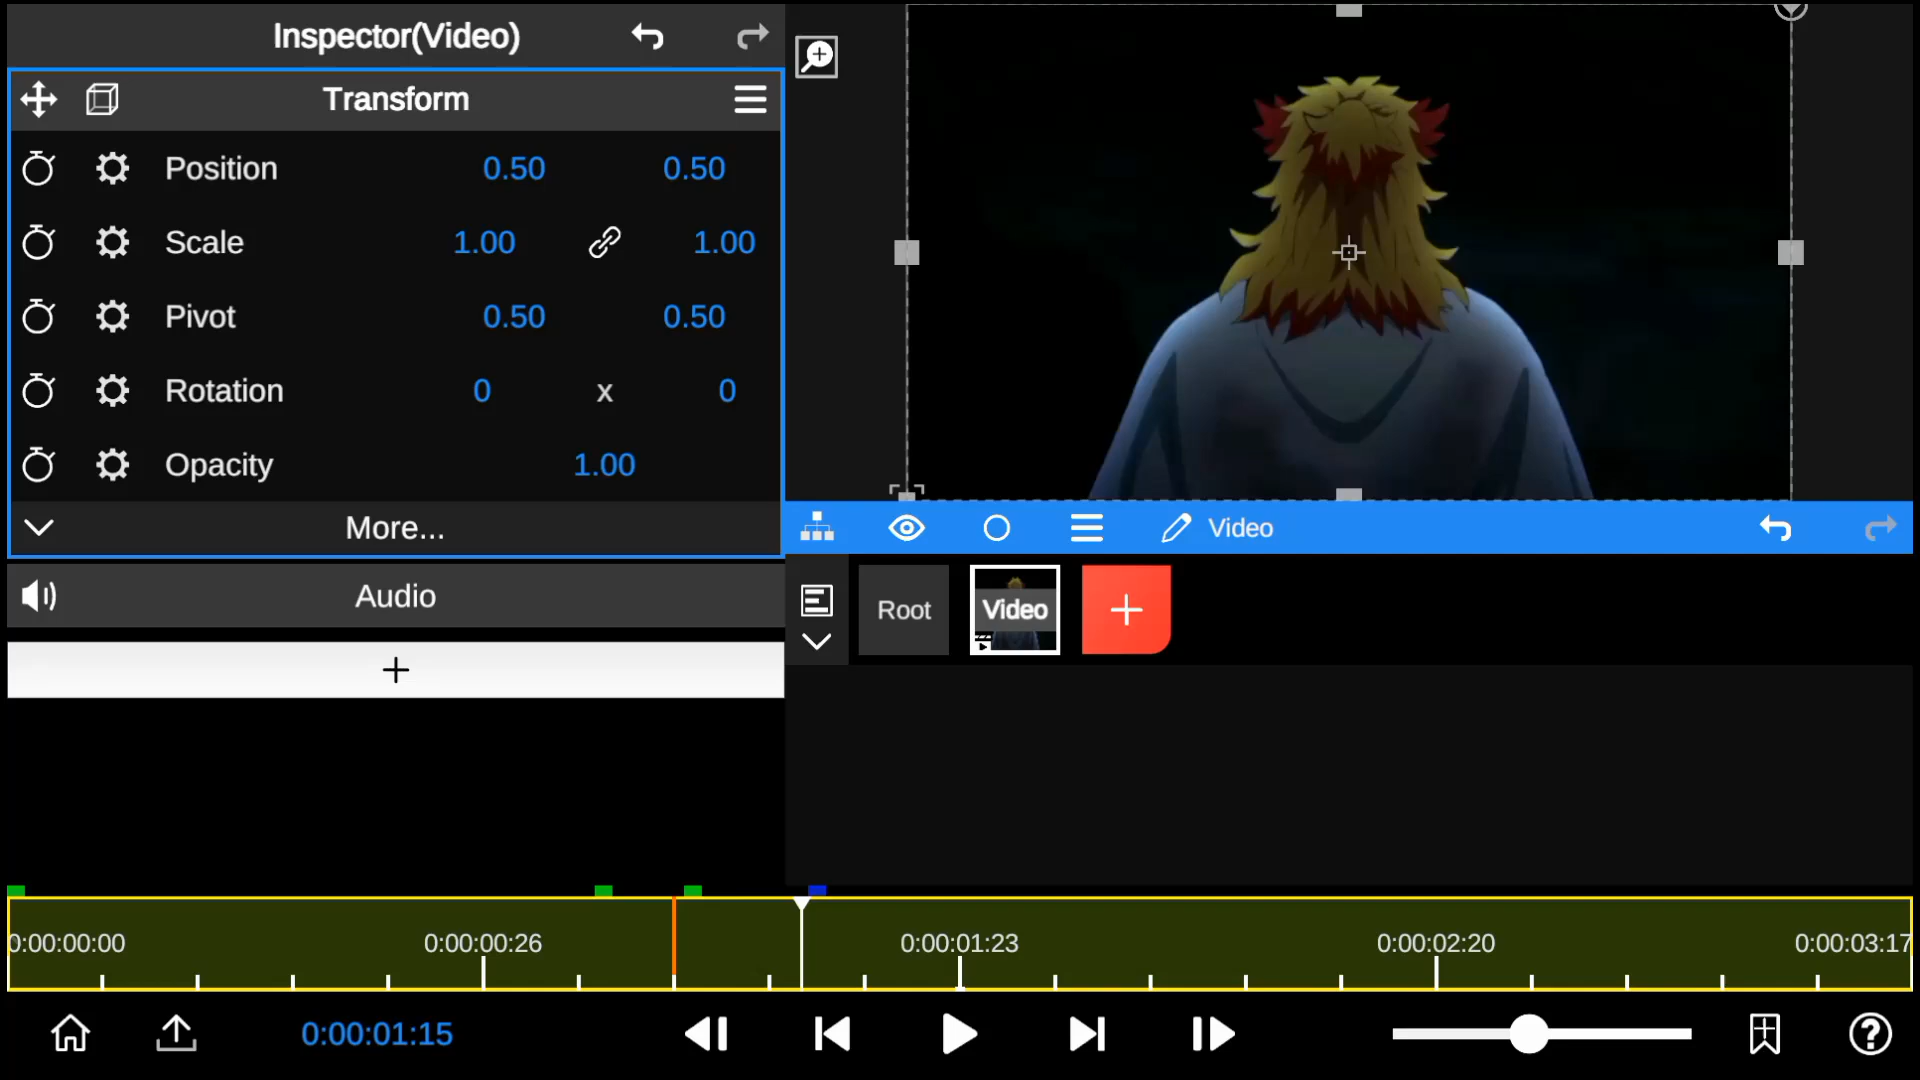 Inspector(Video)
Transform
Position 0.50 0.50
Scale 1.00 1.00
Pivot 0.50 0.50
Rotation 0 x 0
Opacity 1.00
More...
Audio
Video
Root
Video
0:00:00:00 0:00:00:26 0:00:01:23 0:00:02:20 0:00:03:17
0:00:01:15